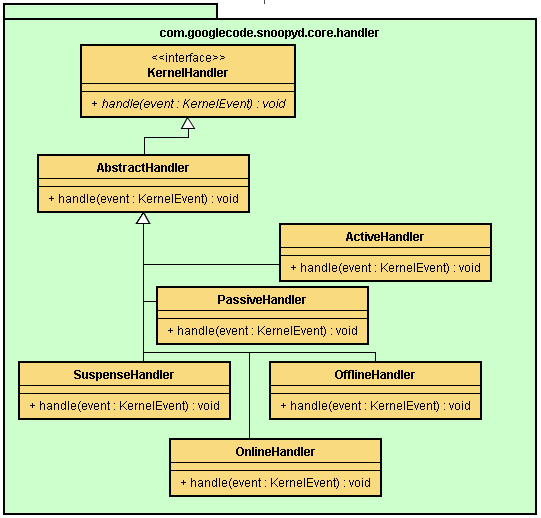 com.googlecode.snoopyd.core.handler
<<interface>>
KernelHandler
+ handle(event : KernelEvent) : void
AbstractHandler
+ handle(event : KernelEvent) : void
ActiveHandler
+ handle(event : KernelEvent) : void
PassiveHandler
+ handle(event : KernelEvent) : void
SuspenseHandler
+ handle(event : KernelEvent) : void
OfflineHandler
+ handle(event : KernelEvent) : void
OnlineHandler
+ handle(event : KernelEvent) : void